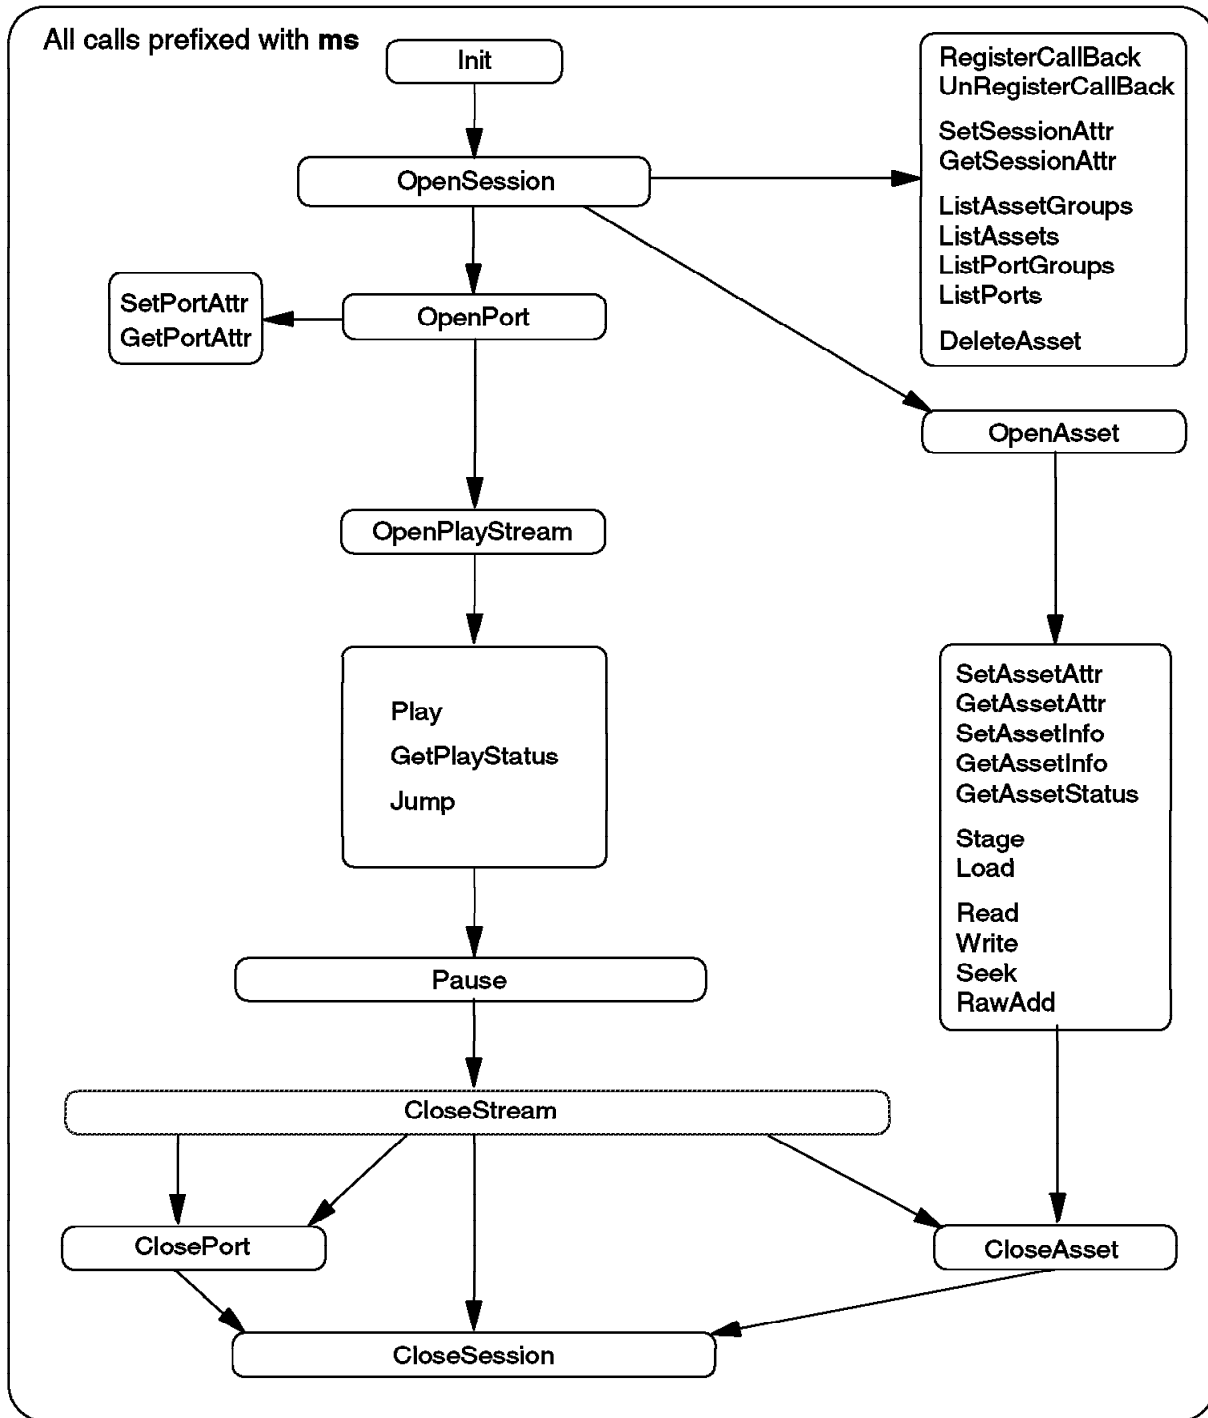 All calls prefixed with ms
Init
RegisterCallBack
UnRegisterCallBack
SetSessionAttr
GetSessionAttr
ListAssetGroups
ListAssets
ListPortGroups
ListPorts
DeleteAsset
OpenSession
SetPortAttr
GetPortAttr
OpenPort
OpenAsset
OpenPlayStream
Play
GetPlayStatus
Jump
SetAssetAttr
GetAssetAttr
SetAssetInfo
GetAssetInfo
GetAssetStatus
Stage
Load
Read
Write
Seek
RawAdd
Pause
CloseStream
ClosePort
CloseAsset
CloseSession